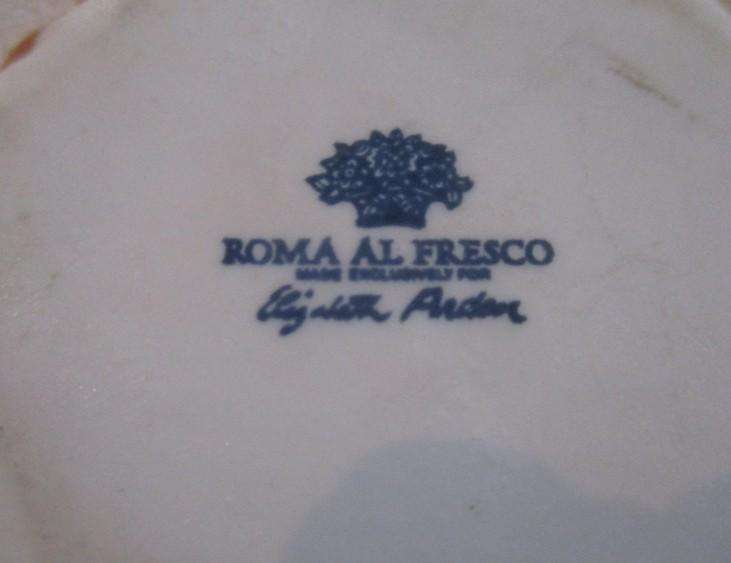 ROMA AL FRESCO
MADE EXCLUSIVELY FOR
Elizabeth Arden